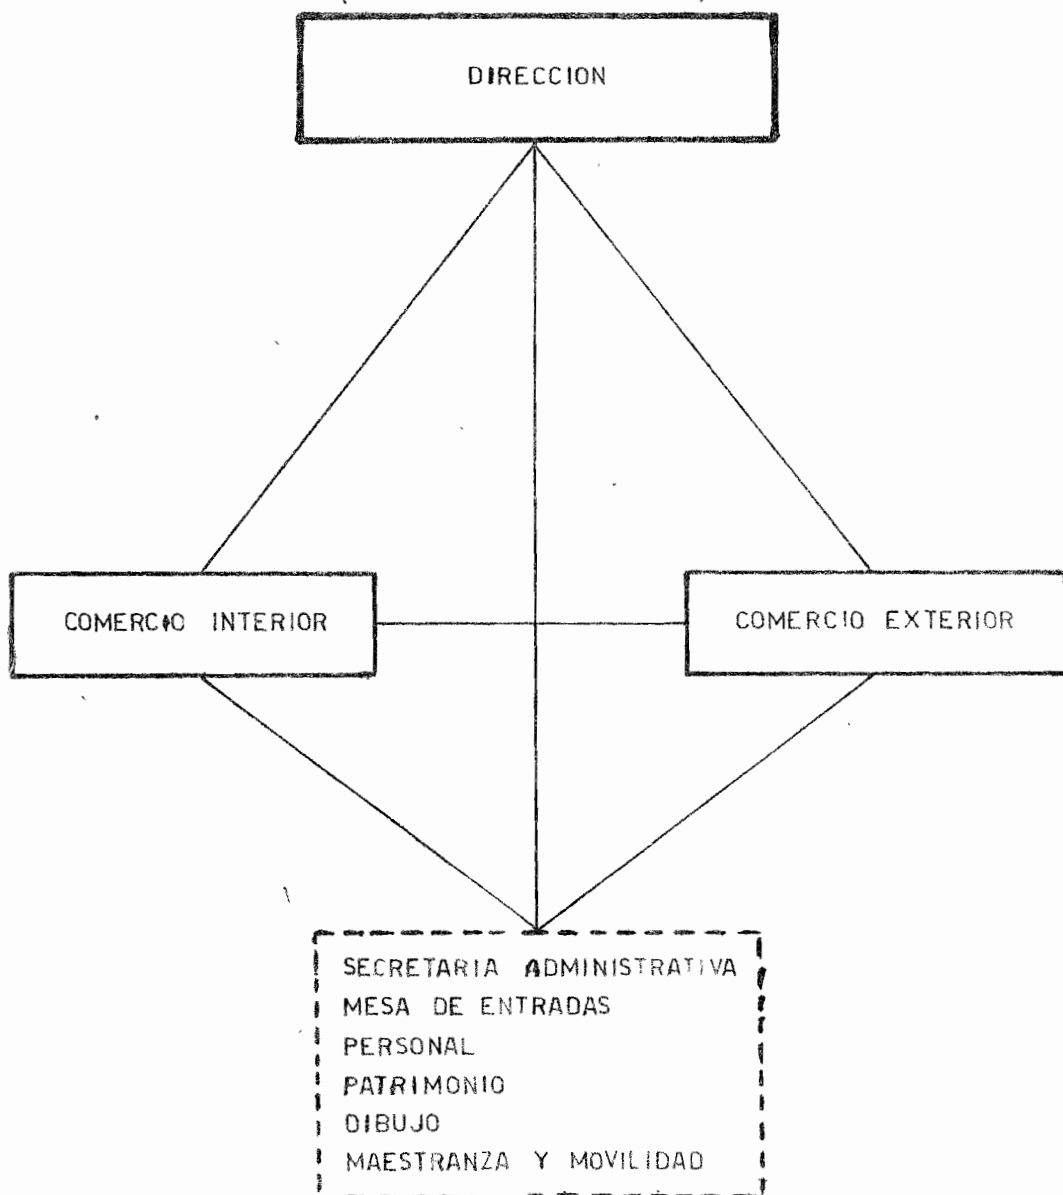 DIRECCION
COMERCIO INTERIOR
COMERCIO EXTERIOR
SECRETARIA ADMINISTRATIVA
MESA DE ENTRADAS
PERSONAL
PATRIMONIO
DIBUJO
MAESTRANZA Y MOVILIDAD